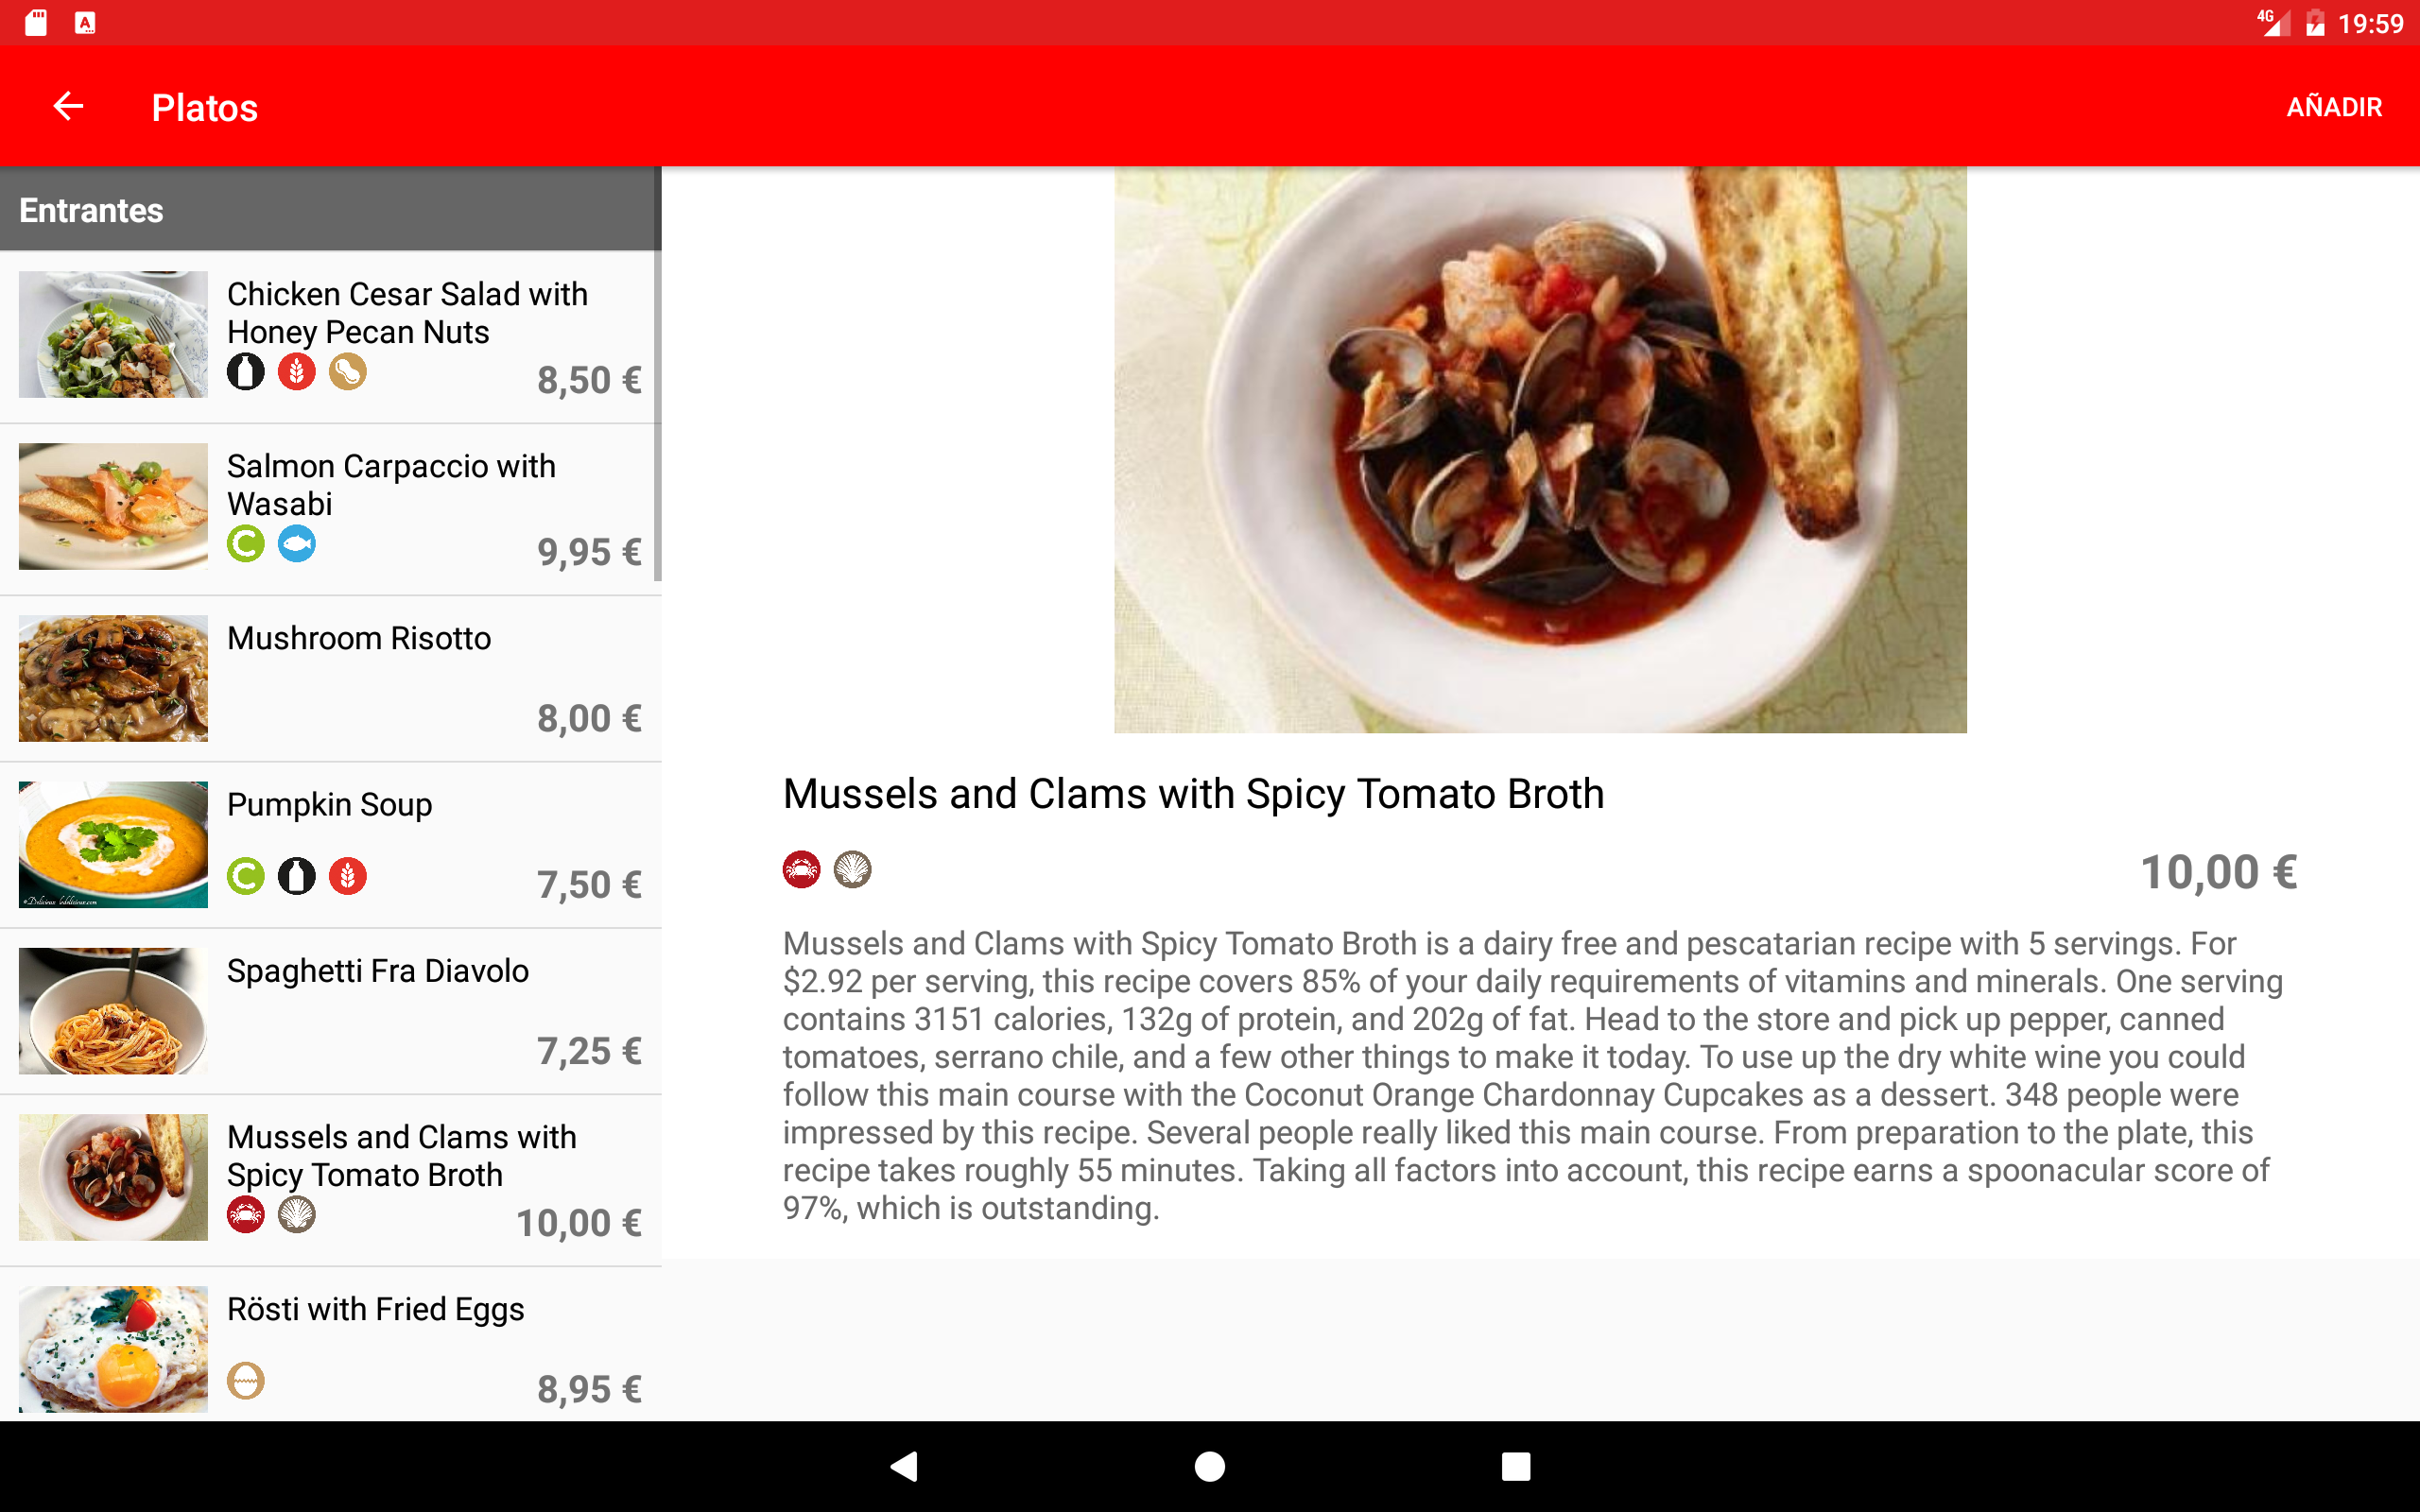 4G 19:59
Platos
AÑADIR
Entrantes
Chicken Cesar Salad with
Honey Pecan Nuts
8,50 €
Salmon Carpaccio with
Wasabi
9,95 €
Mushroom Risotto
8,00 €
Pumpkin Soup
7,50 €
Spaghetti Fra Diavolo
7,25 €
Mussels and Clams with
Spicy Tomato Broth
10,00 €
Rösti with Fried Eggs
8,95 €
Mussels and Clams with Spicy Tomato Broth
10,00 €
Mussels and Clams with Spicy Tomato Broth is a dairy free and pescatarian recipe with 5 servings. For
$2.92 per serving, this recipe covers 85% of your daily requirements of vitamins and minerals. One serving
contains 3151 calories, 132g of protein, and 202g of fat. Head to the store and pick up pepper, canned
tomatoes, serrano chile, and a few other things to make it today. To use up the dry white wine you could
follow this main course with the Coconut Orange Chardonnay Cupcakes as a dessert. 348 people were
impressed by this recipe. Several people really liked this main course. From preparation to the plate, this
recipe takes roughly 55 minutes. Taking all factors into account, this recipe earns a spoonacular score of
97%, which is outstanding.